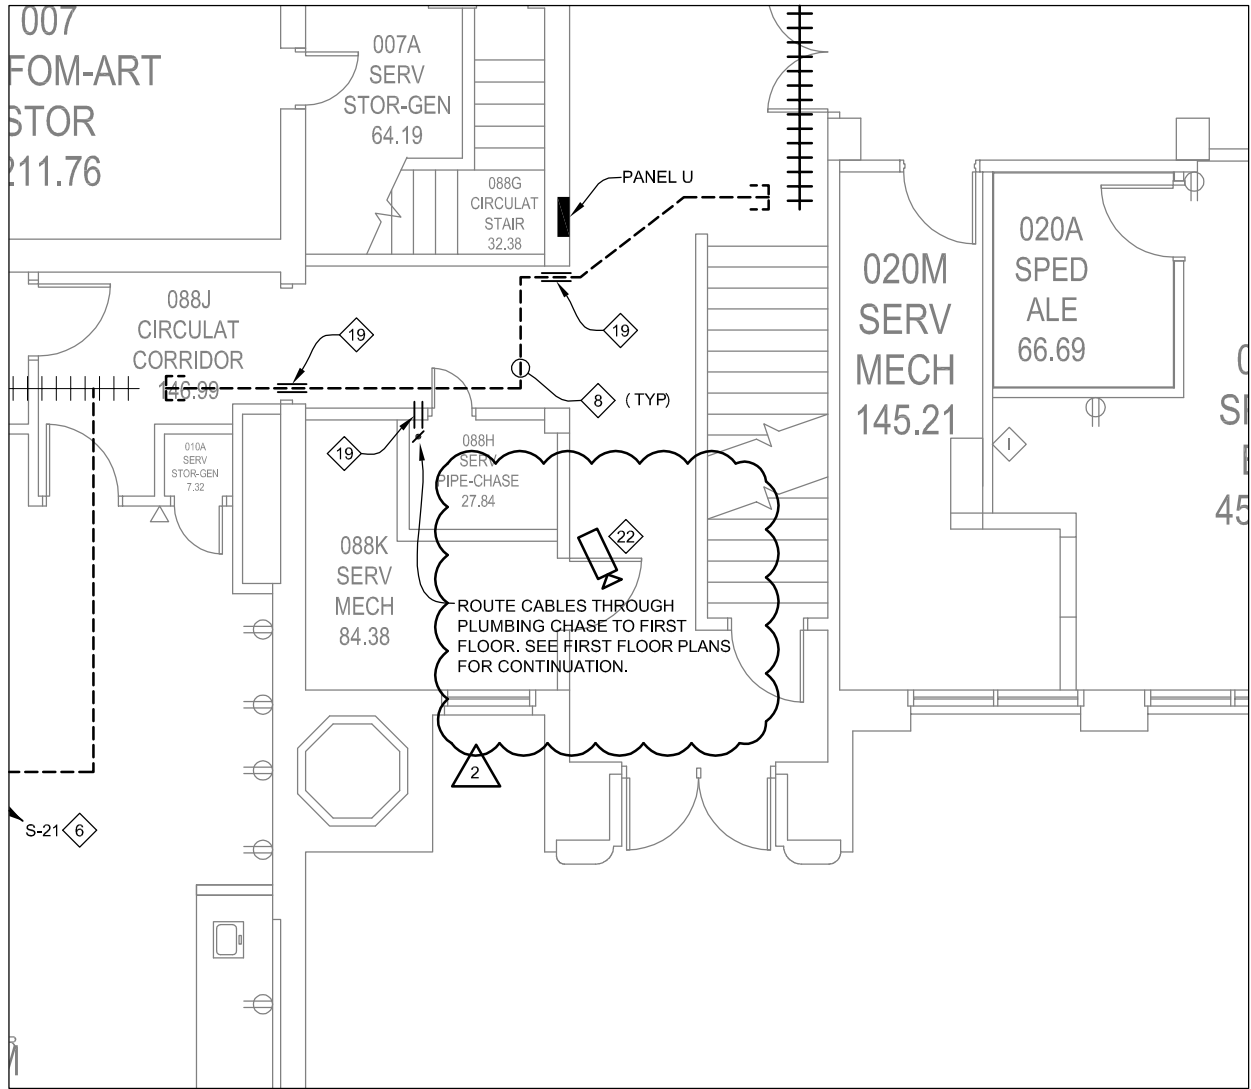 007
FOM-ART
STOR
211.76
007A
SERV
STOR-GEN
64.19
088G
CIRCULAT
STAIR
32.38
PANEL U
020M
SERV
MECH
145.21
020A
SPED
ALE
66.69
088J
CIRCULAT
CORRIDOR
146.99
19
19
8 (TYP)
19
010A
SERV
STOR-GEN
7.32
088H
SERV
PIPE-CHASE
27.84
I
45
088K
SERV
MECH
84.38
22
ROUTE CABLES THROUGH
PLUMBING CHASE TO FIRST
FLOOR. SEE FIRST FLOOR PLANS
FOR CONTINUATION.
2
S-21 6